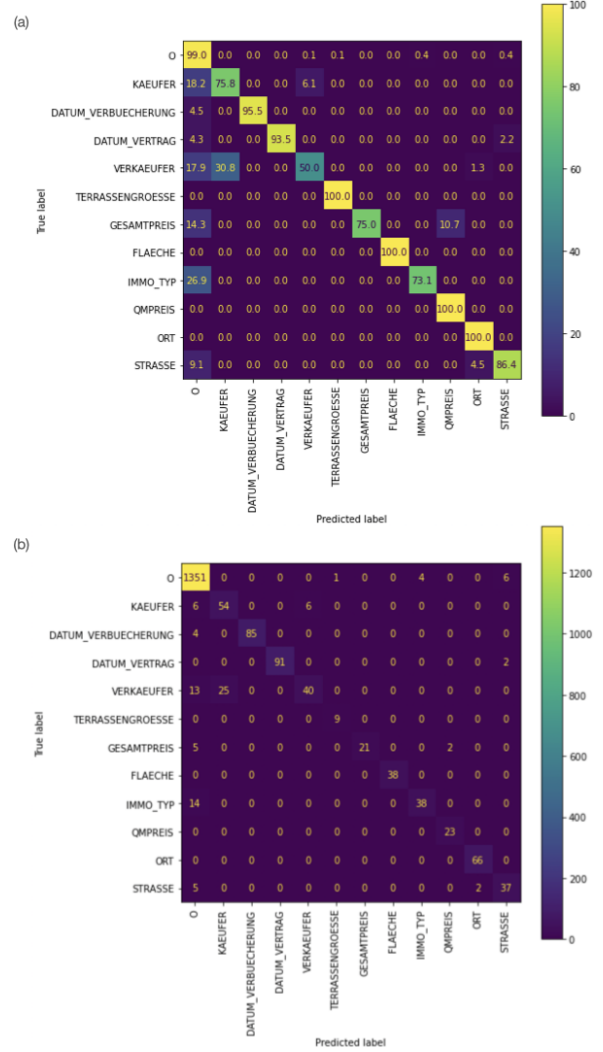 (a)
O 99.0 0.0 0.0 0.0 0.1 0.1 0.0 0.0 0.4 0.0 0.0 0.4
KAEUFER 18.2 75.8 0.0 0.0 6.1 0.0 0.0 0.0 0.0 0.0 0.0 0.0
DATUM_VERBUECHERUNG 4.5 0.0 95.5 0.0 0.0 0.0 0.0 0.0 0.0 0.0 0.0 0.0
DATUM_VERTRAG 4.3 0.0 0.0 93.5 0.0 0.0 0.0 0.0 0.0 0.0 0.0 2.2
VERKAEUFER 17.9 30.8 0.0 0.0 50.0 0.0 0.0 0.0 0.0 0.0 1.3 0.0
TERRASSENGROESSE 0.0 0.0 0.0 0.0 0.0 100.0 0.0 0.0 0.0 0.0 0.0 0.0
GESAMTPREIS 14.3 0.0 0.0 0.0 0.0 0.0 75.0 0.0 0.0 10.7 0.0 0.0
FLAECHE 0.0 0.0 0.0 0.0 0.0 0.0 0.0 100.0 0.0 0.0 0.0 0.0
IMMO_TYP 26.9 0.0 0.0 0.0 0.0 0.0 0.0 0.0 73.1 0.0 0.0 0.0
QMPREIS 0.0 0.0 0.0 0.0 0.0 0.0 0.0 0.0 0.0 100.0 0.0 0.0
ORT 0.0 0.0 0.0 0.0 0.0 0.0 0.0 0.0 0.0 0.0 100.0 0.0
STRASSE 9.1 0.0 0.0 0.0 0.0 0.0 0.0 0.0 0.0 0.0 4.5 86.4
True label
O KAEUFER DATUM_VERBUECHERUNG DATUM_VERTRAG VERKAEUFER TERRASSENGROESSE GESAMTPREIS FLAECHE IMMO_TYP QMPREIS ORT STRASSE
Predicted label
100
80
60
40
20
0
(b)
O 1351 0 0 0 0 1 0 0 4 0 0 6
KAEUFER 6 54 0 0 6 0 0 0 0 0 0 0
DATUM_VERBUECHERUNG 4 0 85 0 0 0 0 0 0 0 0 0
DATUM_VERTRAG 0 0 0 91 0 0 0 0 0 0 0 2
VERKAEUFER 13 25 0 0 40 0 0 0 0 0 0 0
TERRASSENGROESSE 0 0 0 0 0 9 0 0 0 0 0 0
GESAMTPREIS 5 0 0 0 0 0 21 0 0 2 0 0
FLAECHE 0 0 0 0 0 0 0 38 0 0 0 0
IMMO_TYP 14 0 0 0 0 0 0 0 38 0 0 0
QMPREIS 0 0 0 0 0 0 0 0 0 23 0 0
ORT 0 0 0 0 0 0 0 0 0 0 66 0
STRASSE 5 0 0 0 0 0 0 0 0 0 2 37
True label
O KAEUFER DATUM_VERBUECHERUNG DATUM_VERTRAG VERKAEUFER TERRASSENGROESSE GESAMTPREIS FLAECHE IMMO_TYP QMPREIS ORT STRASSE
Predicted label
1200
1000
800
600
400
200
0